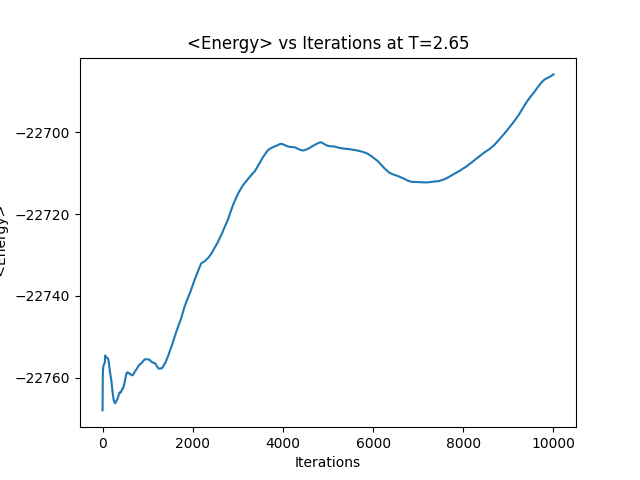 <Energy> vs Iterations at T=2.65
−22700
−22720
−22740
−22760
<Energy>
0 2000 4000 6000 8000 10000
Iterations